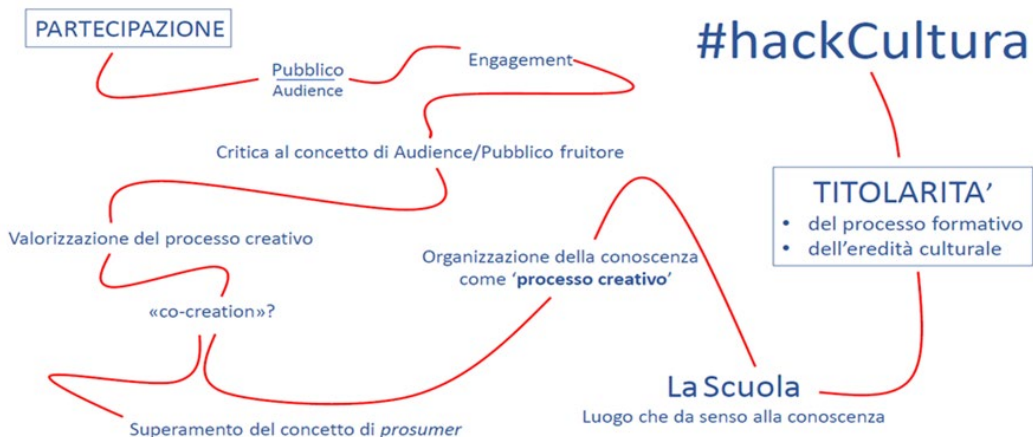 PARTECIPAZIONE
Pubblico
Audience
Engagement
Critica al concetto di Audience/Pubblico fruitore
Valorizzazione del processo creativo
«co-creation»?
Superamento del concetto di prosumer
Organizzazione della conoscenza
come ‘processo creativo’
La Scuola
Luogo che da senso alla conoscenza
TITOLARITA’
• del processo formativo
• dell’eredità culturale
#hackCultura